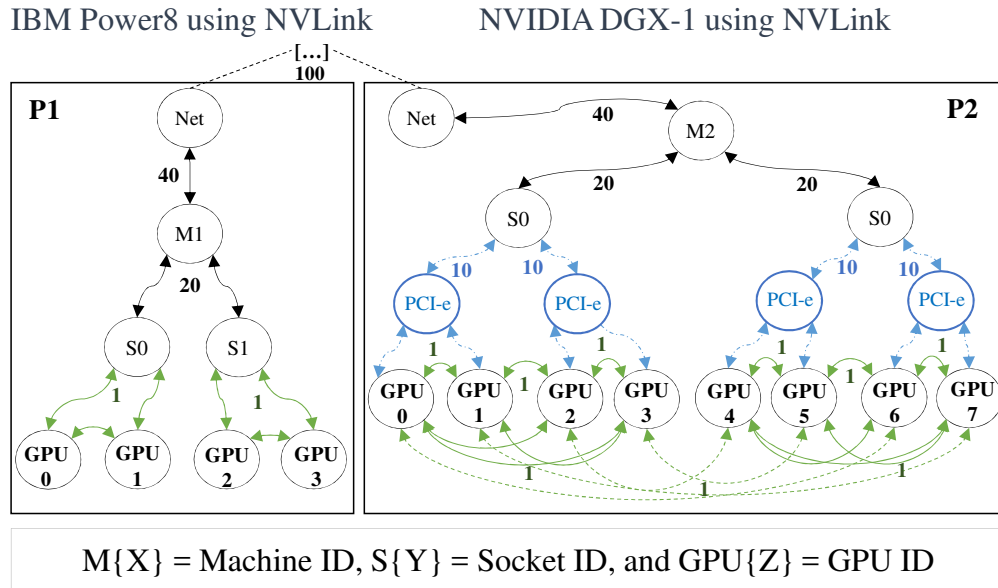 IBM Power8 using NVLink
NVIDIA DGX-1 using NVLink
[...]
100
P1
P2
Net
Net
40
M2
40
20
20
M1
S0
S0
20
10
10
10
10
PCI-e
PCI-e
PCI-e
PCI-e
S0
S1
1
1
1
1
1
1
1
1
GPU
0
GPU
1
GPU
2
GPU
3
GPU
4
GPU
5
GPU
6
GPU
7
GPU
0
GPU
1
GPU
2
GPU
3
1
1
1
M{X} = Machine ID, S{Y} = Socket ID, and GPU{Z} = GPU ID